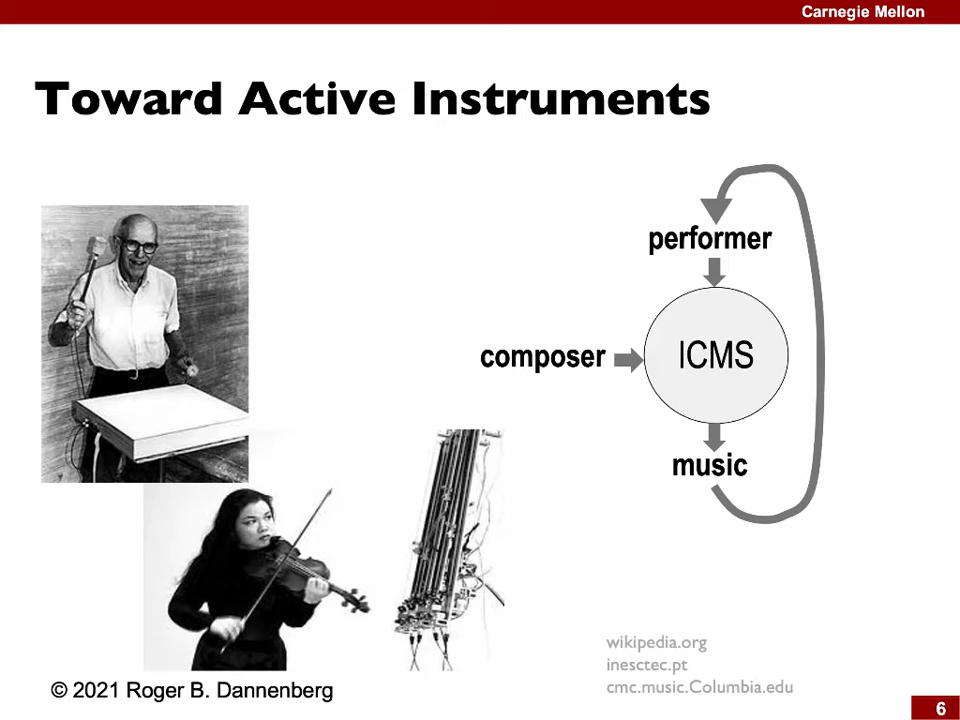 Carnegie Mellon
Toward Active Instruments
performer
composer
ICMS
music
wikipedia.org
inesctec.pt
cmc.music.Columbia.edu
© 2021 Roger B. Dannenberg
6